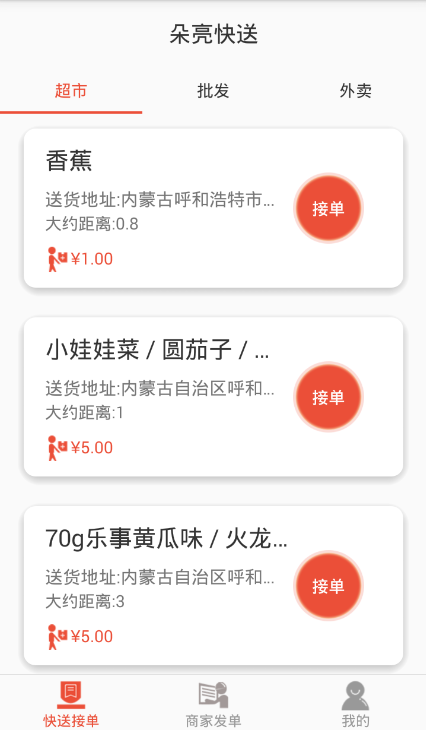 朵亮快送
超市 批发 外卖
香蕉
送货地址:内蒙古呼和浩特市...
接单
大约距离:0.8
¥1.00
小娃娃菜 / 圆茄子 / ...
送货地址:内蒙古自治区呼和...
接单
大约距离:1
¥5.00
70g乐事黄瓜味 / 火龙...
送货地址:内蒙古自治区呼和...
接单
大约距离:3
¥5.00
快送接单 商家发单 我的